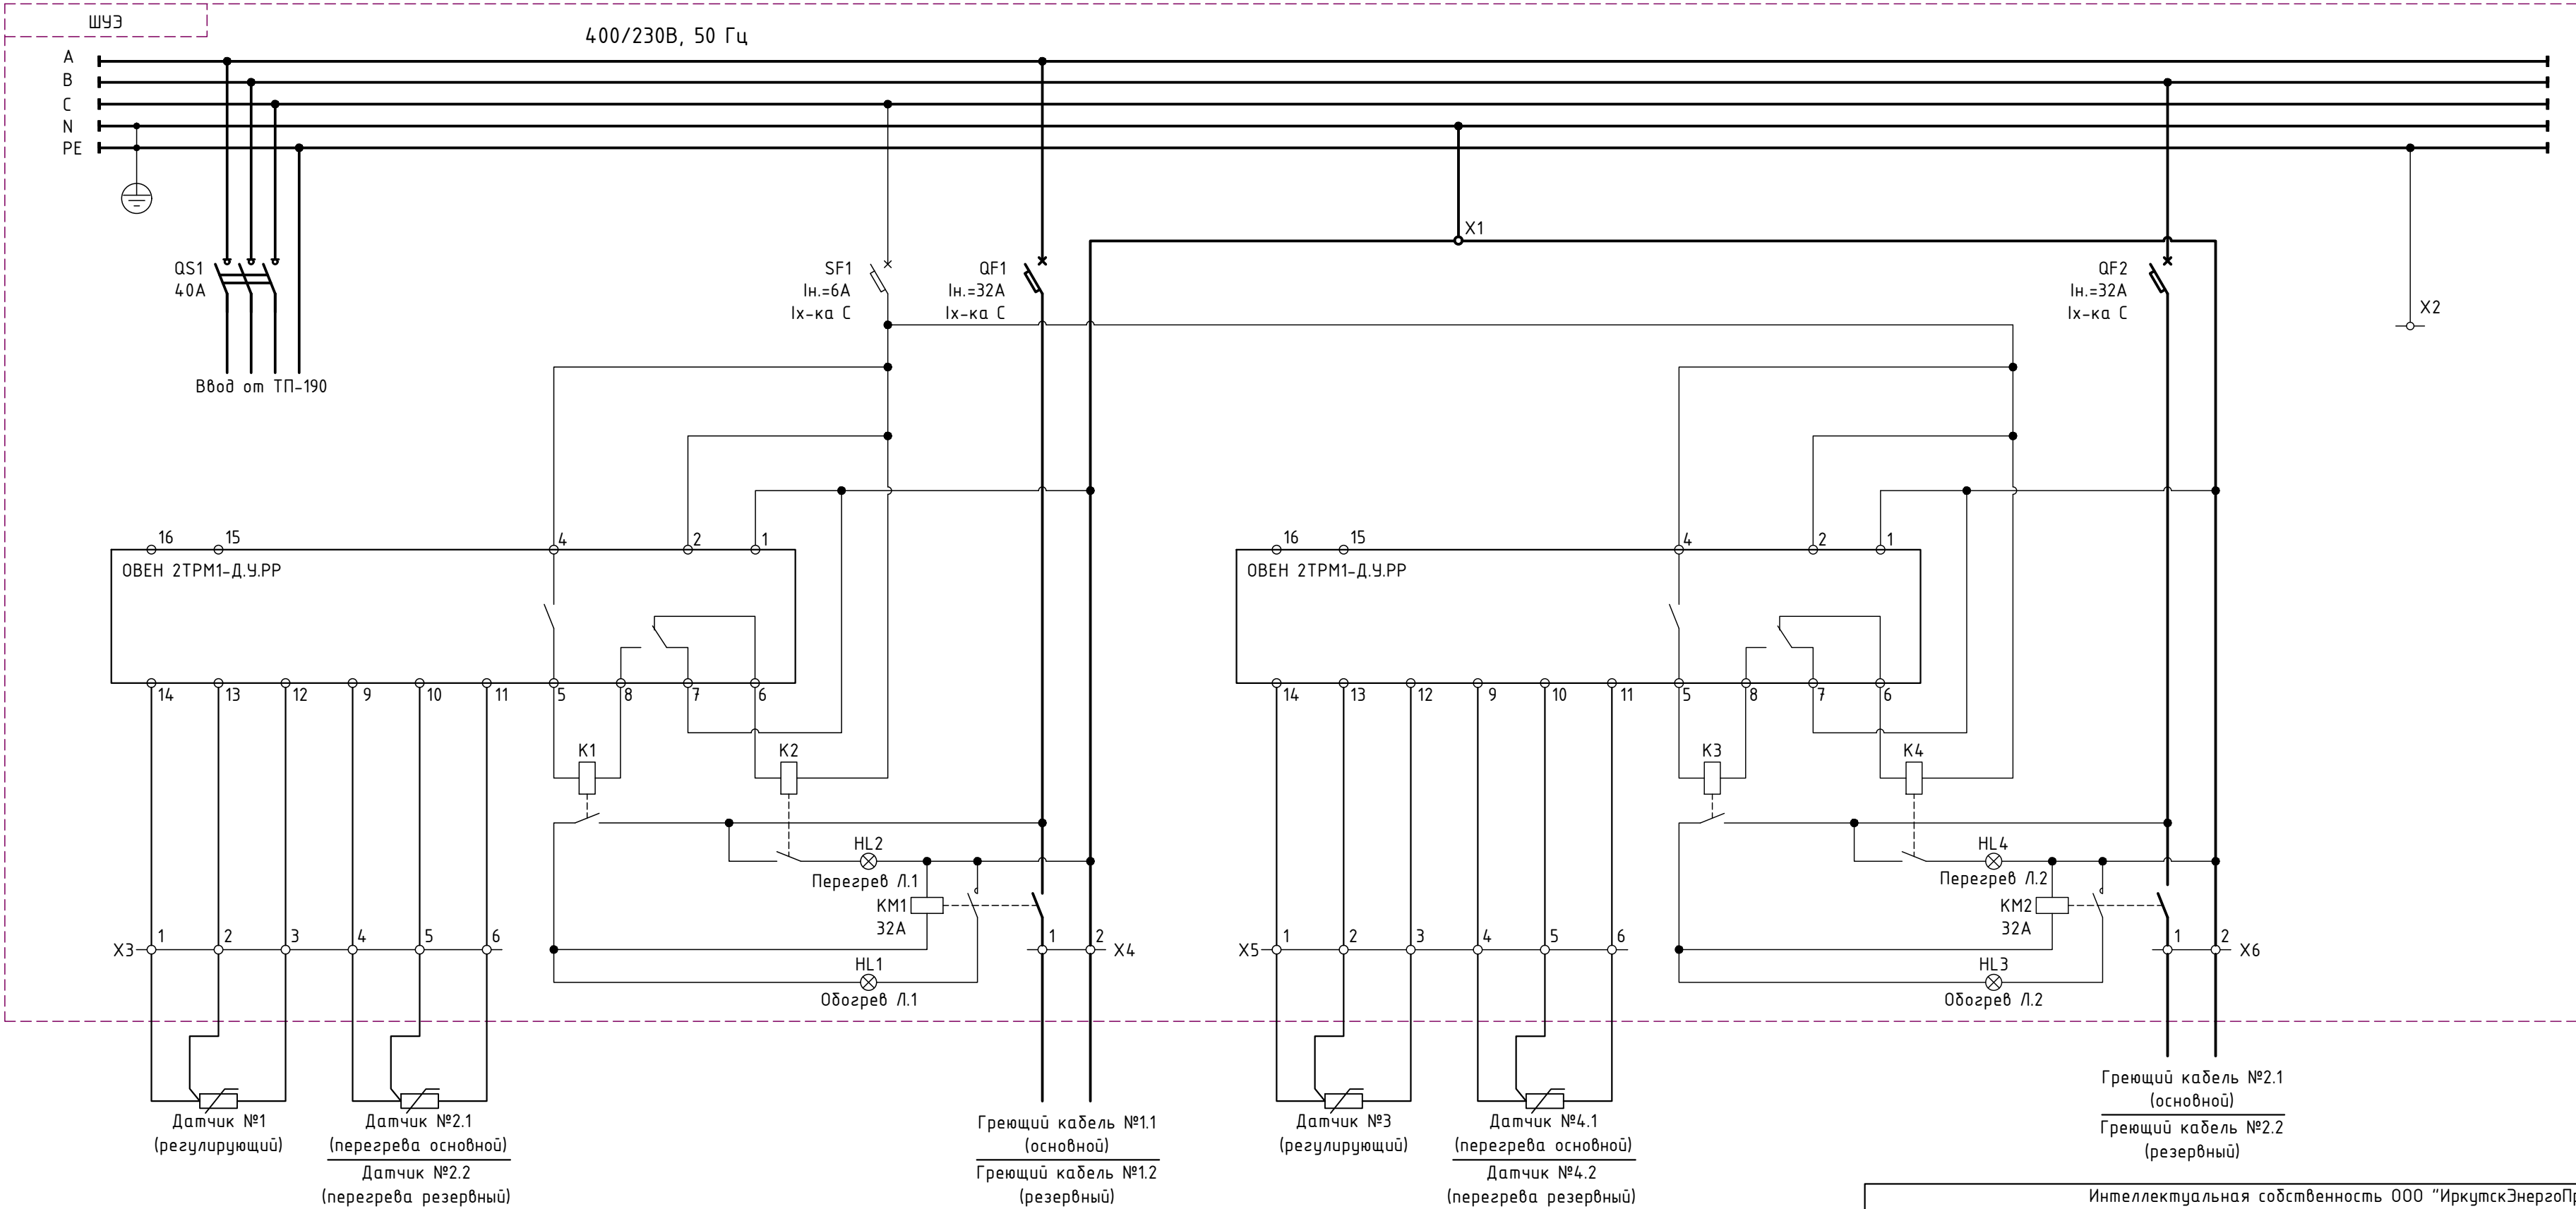 ШУЭ
400/230В, 50 Гц
A
B
C
N
PE
X1
QS1
40А
SF1
Iн.=6А
Iх-ка С
QF1
Iн.=32А
Iх-ка С
QF2
Iн.=32А
Iх-ка С
X2
Ввод от ТП-190
16 15 4 2 1
ОВЕН 2ТРМ1-Д.У.РР
14 13 12 9 10 11 5 8 7 6
16 15 4 2 1
ОВЕН 2ТРМ1-Д.У.РР
14 13 12 9 10 11 5 8 7 6
K1 K2
K3 K4
HL2
Перегрев Л.1
KM1
32А
HL4
Перегрев Л.2
KM2
32А
X3 1 2 3 4 5 6
1 2 X4
X5 1 2 3 4 5 6
1 2 X6
HL1
Обогрев Л.1
HL3
Обогрев Л.2
Датчик №1
(регулирующий)
Датчик №2.1
(перегрева основной)
Датчик №2.2
(перегрева резервный)
Греющий кабель №1.1
(основной)
Греющий кабель №1.2
(резервный)
Датчик №3
(регулирующий)
Датчик №4.1
(перегрева основной)
Датчик №4.2
(перегрева резервный)
Греющий кабель №2.1
(основной)
Греющий кабель №2.2
(резервный)
Интеллектуальная собственность ООО "ИркутскЭнергоПр